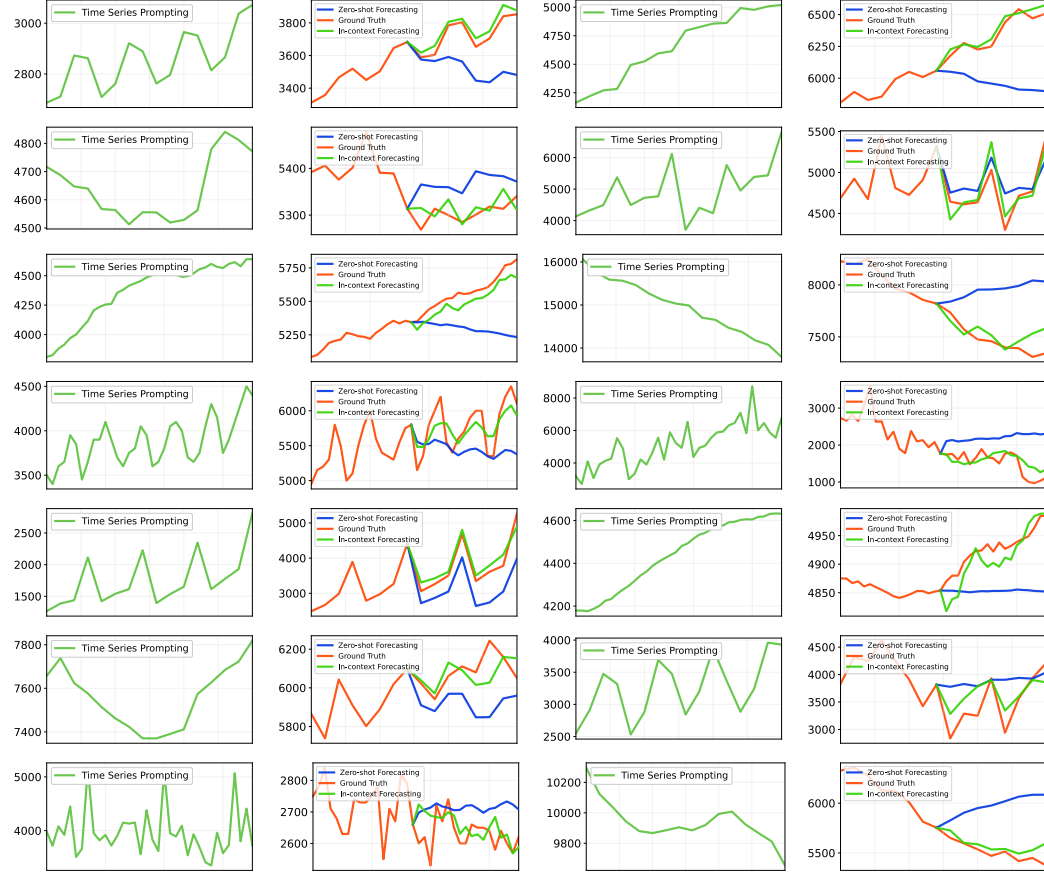 Time Series Prompting
3000
2800
Zero-shot Forecasting
Ground Truth
In-context Forecasting
3800
3600
3400
Time Series Prompting
5000
4750
4500
4250
Zero-shot Forecasting
Ground Truth
In-context Forecasting
6500
6250
6000
Time Series Prompting
4800
4700
4600
4500
Zero-shot Forecasting
Ground Truth
In-context Forecasting
5400
5300
Time Series Prompting
6000
5000
4000
Zero-shot Forecasting
Ground Truth
In-context Forecasting
5500
5000
4500
Time Series Prompting
4500
4250
4000
Zero-shot Forecasting
Ground Truth
In-context Forecasting
5750
5500
5250
Time Series Prompting
16000
15000
14000
Zero-shot Forecasting
Ground Truth
In-context Forecasting
8000
7500
Time Series Prompting
4500
4000
3500
Zero-shot Forecasting
Ground Truth
In-context Forecasting
6000
5500
5000
Time Series Prompting
8000
6000
4000
Zero-shot Forecasting
Ground Truth
In-context Forecasting
3000
2000
1000
Time Series Prompting
2500
2000
1500
Zero-shot Forecasting
Ground Truth
In-context Forecasting
5000
4000
3000
Time Series Prompting
4600
4400
4200
Zero-shot Forecasting
Ground Truth
In-context Forecasting
4950
4900
4850
Time Series Prompting
7800
7600
7400
Zero-shot Forecasting
Ground Truth
In-context Forecasting
6200
6000
5800
Time Series Prompting
4000
3500
3000
2500
Zero-shot Forecasting
Ground Truth
In-context Forecasting
4500
4000
3500
3000
Time Series Prompting
5000
4000
Zero-shot Forecasting
Ground Truth
In-context Forecasting
2800
2700
2600
Time Series Prompting
10200
10000
9800
Zero-shot Forecasting
Ground Truth
In-context Forecasting
6000
5500